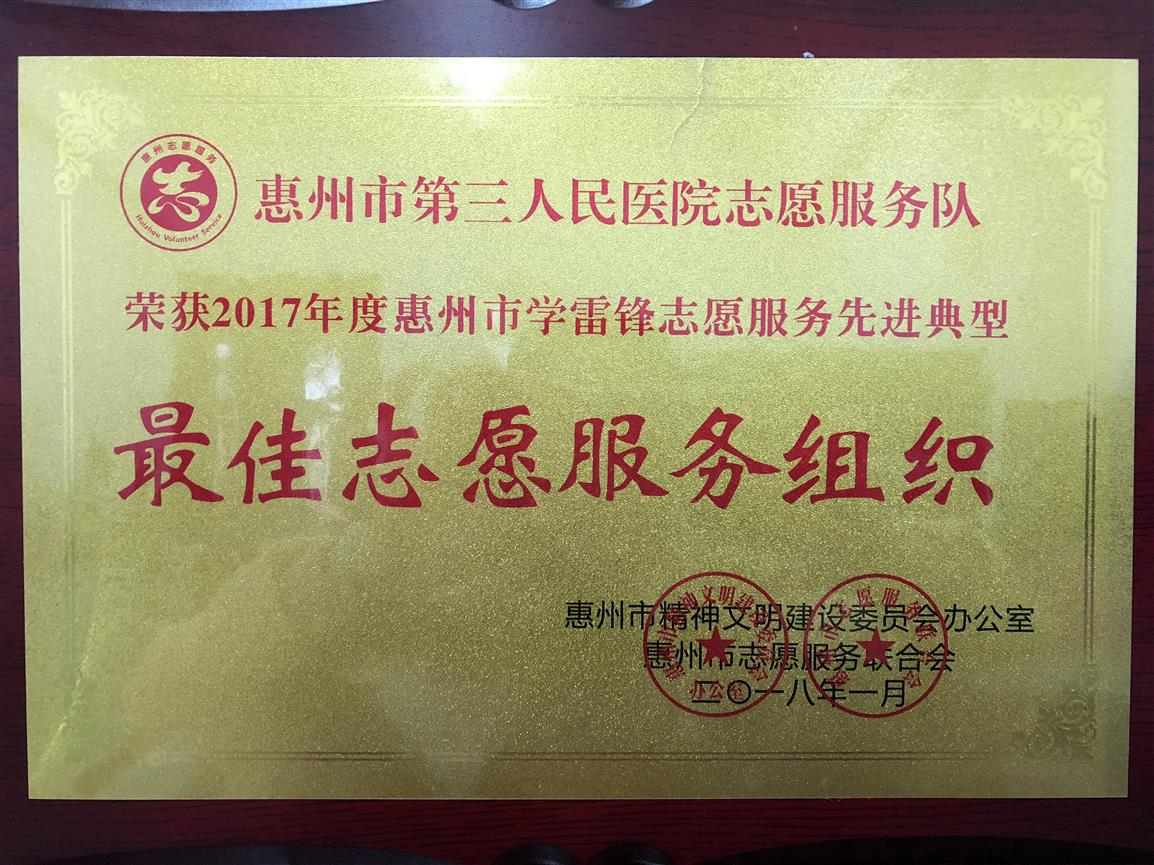 惠州志愿服务
志
Huizhou Volunteer Service
惠州市第三人民医院志愿服务队
荣获2017年度惠州市学雷锋志愿服务先进典型
最佳志愿服务组织
惠州市精神文明建设委员会办公室
惠州市志愿服务联合会
二〇一八年一月
办公室